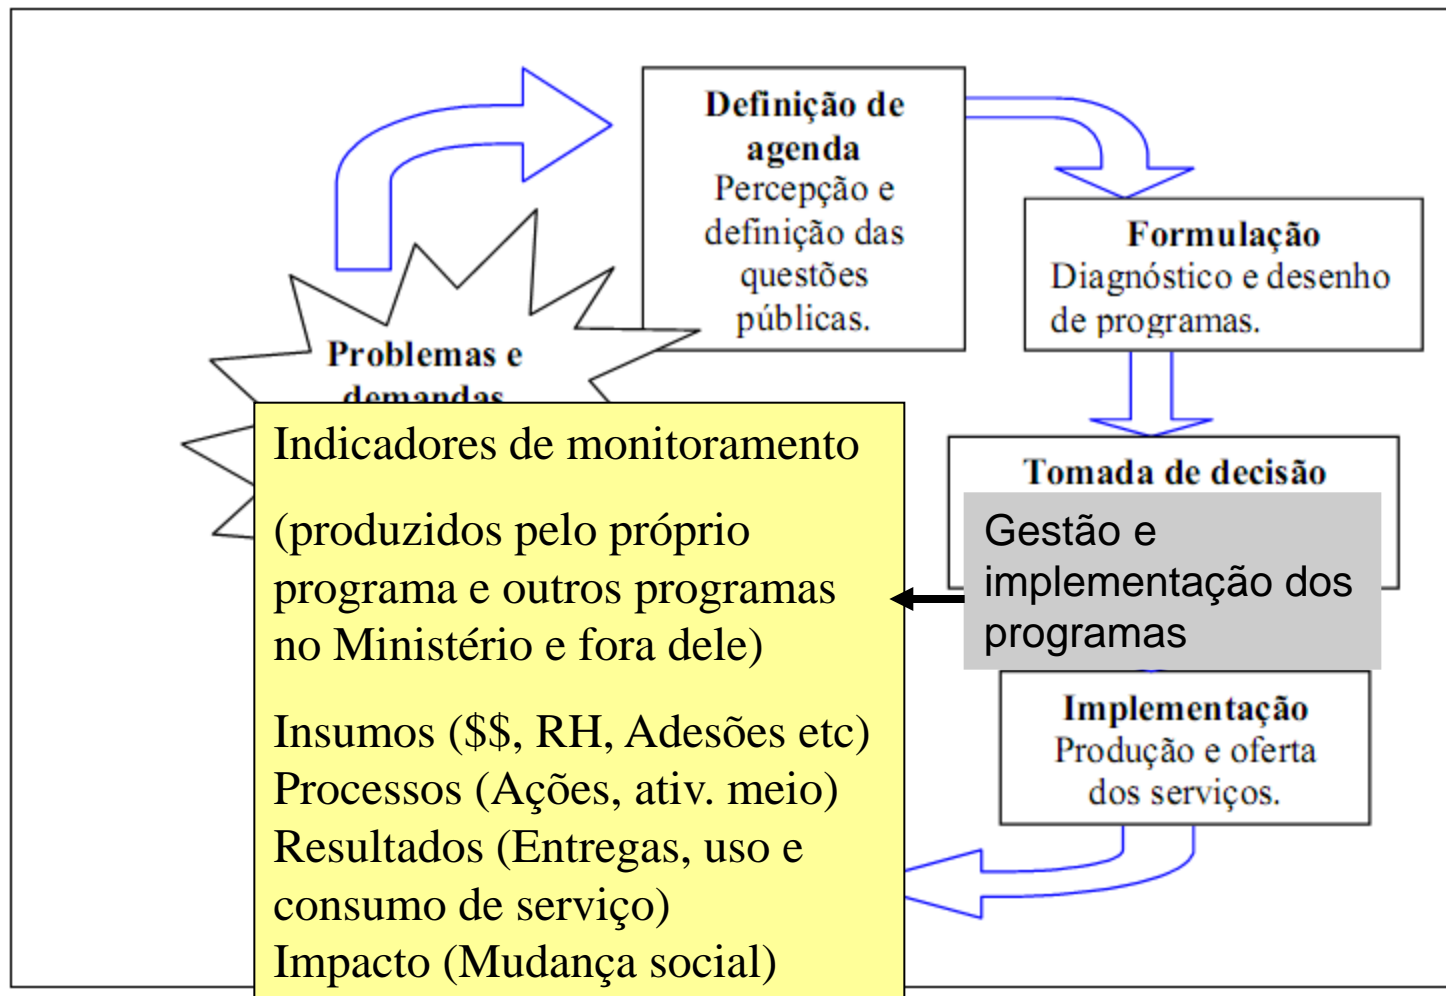 Definição de
agenda
Percepção e
definição das
questões
públicas.
Formulação
Diagnóstico e desenho
de programas.
Problemas e
demandas
Tomada de decisão
Indicadores de monitoramento
(produzidos pelo próprio
programa e outros programas
no Ministério e fora dele)
Insumos ($$, RH, Adesões etc)
Processos (Ações, ativ. meio)
Resultados (Entregas, uso e
consumo de serviço)
Impacto (Mudança social)
Gestão e
implementação dos
programas
Implementação
Produção e oferta
dos serviços.